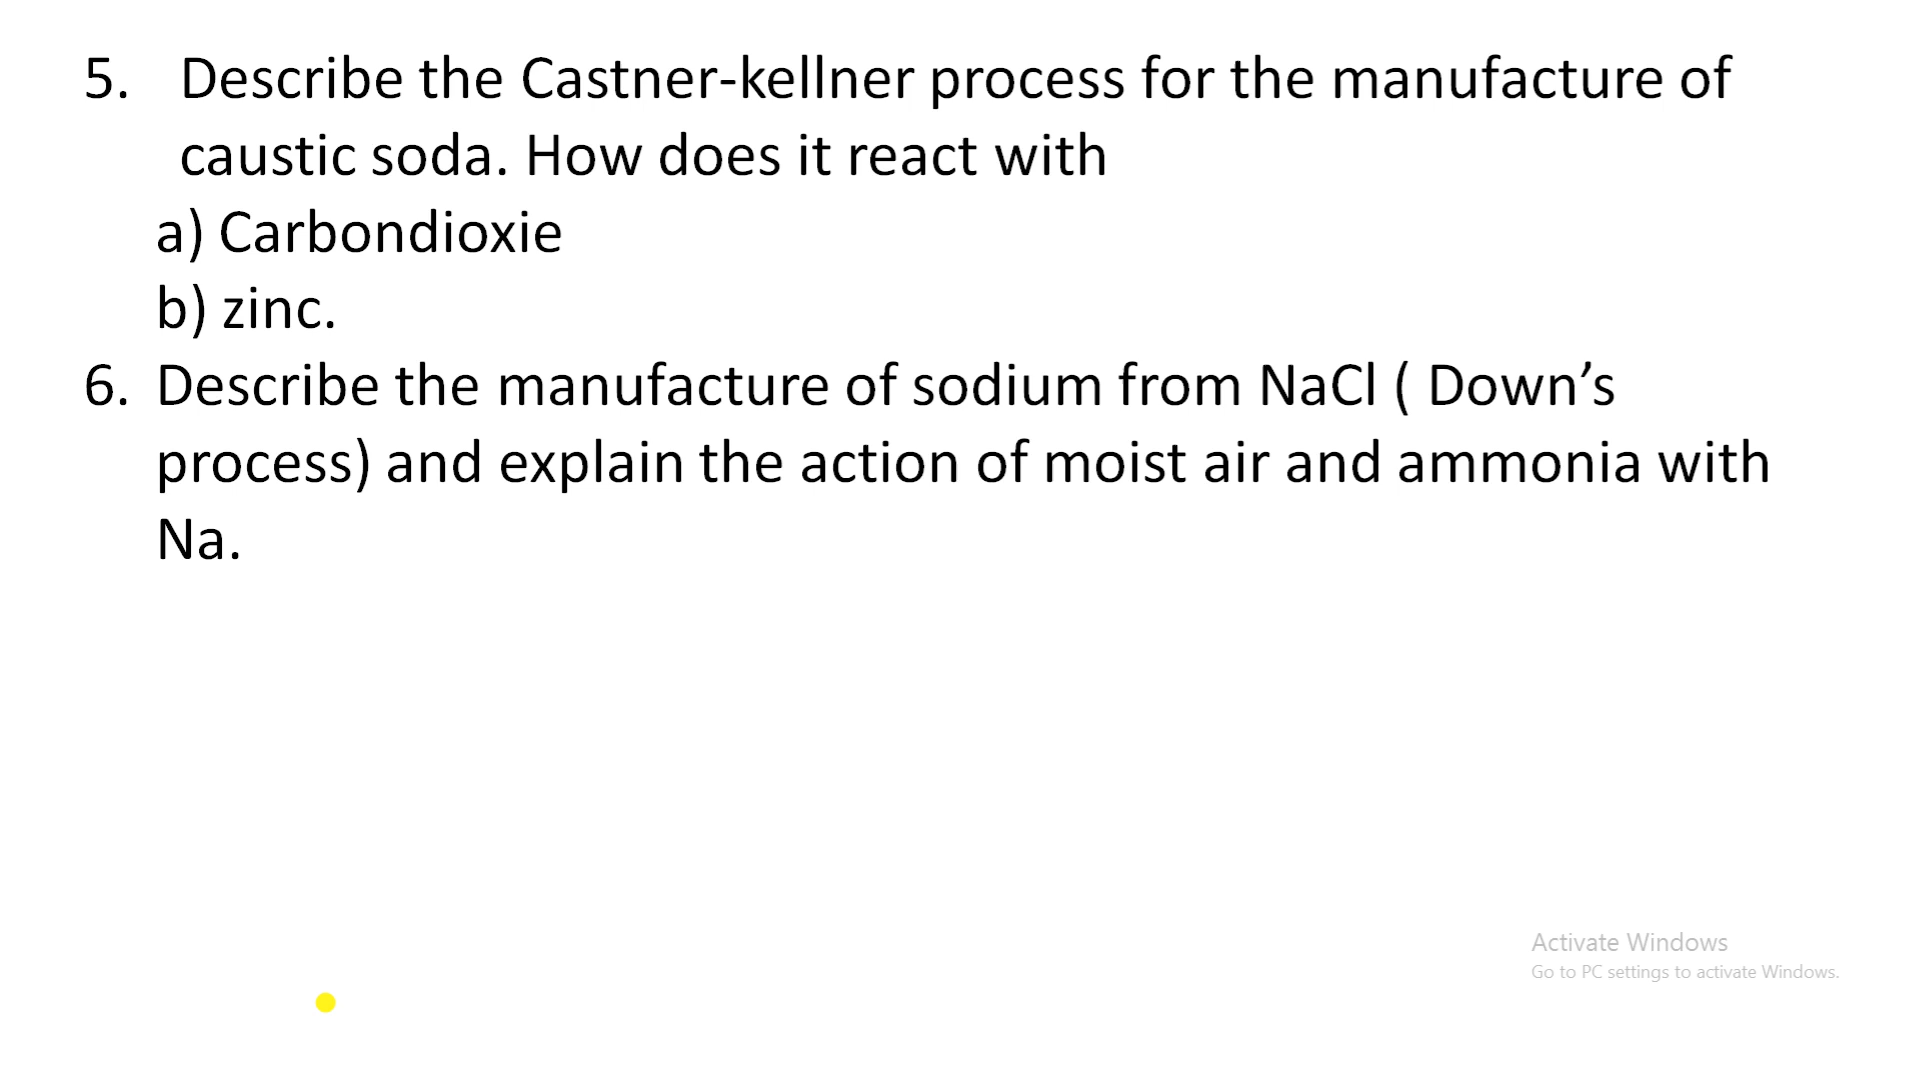 5. Describe the Castner-kellner process for the manufacture of
caustic soda. How does it react with
a) Carbondioxie
b) zinc.
6. Describe the manufacture of sodium from NaCl ( Down’s
process) and explain the action of moist air and ammonia with
Na.
Activate Windows
Go to PC settings to activate Windows.